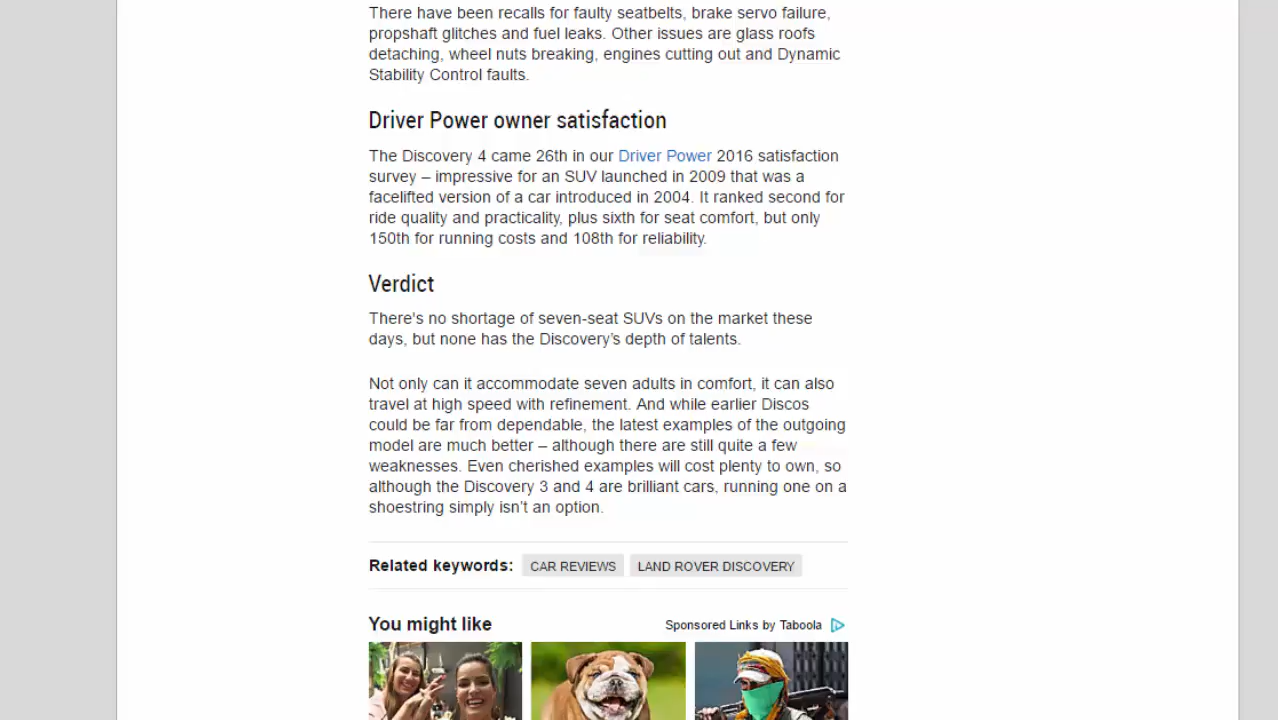 There have been recalls for faulty seatbelts, brake servo failure,
propshaft glitches and fuel leaks. Other issues are glass roofs
detaching, wheel nuts breaking, engines cutting out and Dynamic
Stability Control faults.
Driver Power owner satisfaction
The Discovery 4 came 26th in our Driver Power 2016 satisfaction
survey – impressive for an SUV launched in 2009 that was a
facelifted version of a car introduced in 2004. It ranked second for
ride quality and practicality, plus sixth for seat comfort, but only
150th for running costs and 108th for reliability.
Verdict
There's no shortage of seven-seat SUVs on the market these
days, but none has the Discovery’s depth of talents.
Not only can it accommodate seven adults in comfort, it can also
travel at high speed with refinement. And while earlier Discos
could be far from dependable, the latest examples of the outgoing
model are much better – although there are still quite a few
weaknesses. Even cherished examples will cost plenty to own, so
although the Discovery 3 and 4 are brilliant cars, running one on a
shoestring simply isn’t an option.
Related keywords: CAR REVIEWS LAND ROVER DISCOVERY
You might like Sponsored Links by Taboola